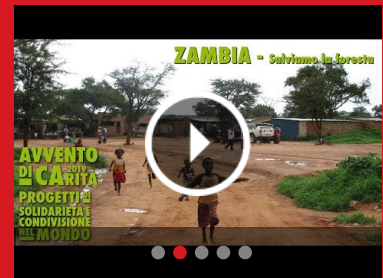 ZAMBIA - Salviamo la foresta
AVVENTO
DI CARITÀ
2019
PROGETTI DI
SOLIDARIETÀ E
CONDIVISIONE
NEL MONDO